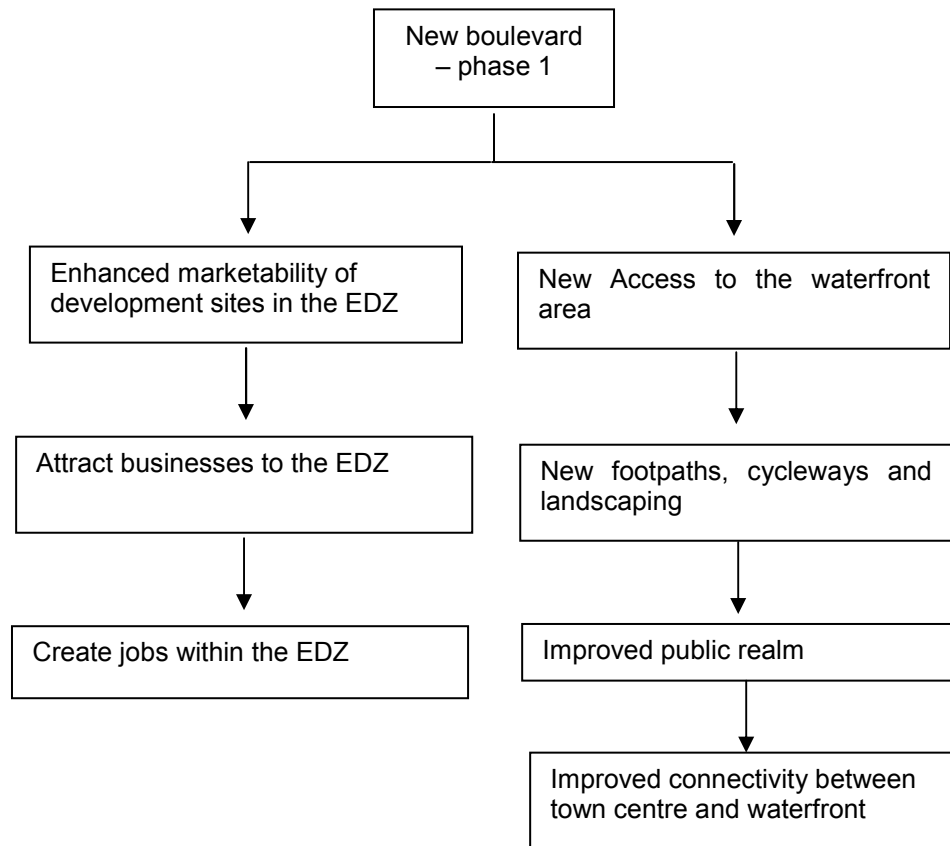 New boulevard
– phase 1
Enhanced marketability of
development sites in the EDZ
New Access to the waterfront
area
Attract businesses to the EDZ
New footpaths, cycleways and
landscaping
Create jobs within the EDZ
Improved public realm
Improved connectivity between
town centre and waterfront